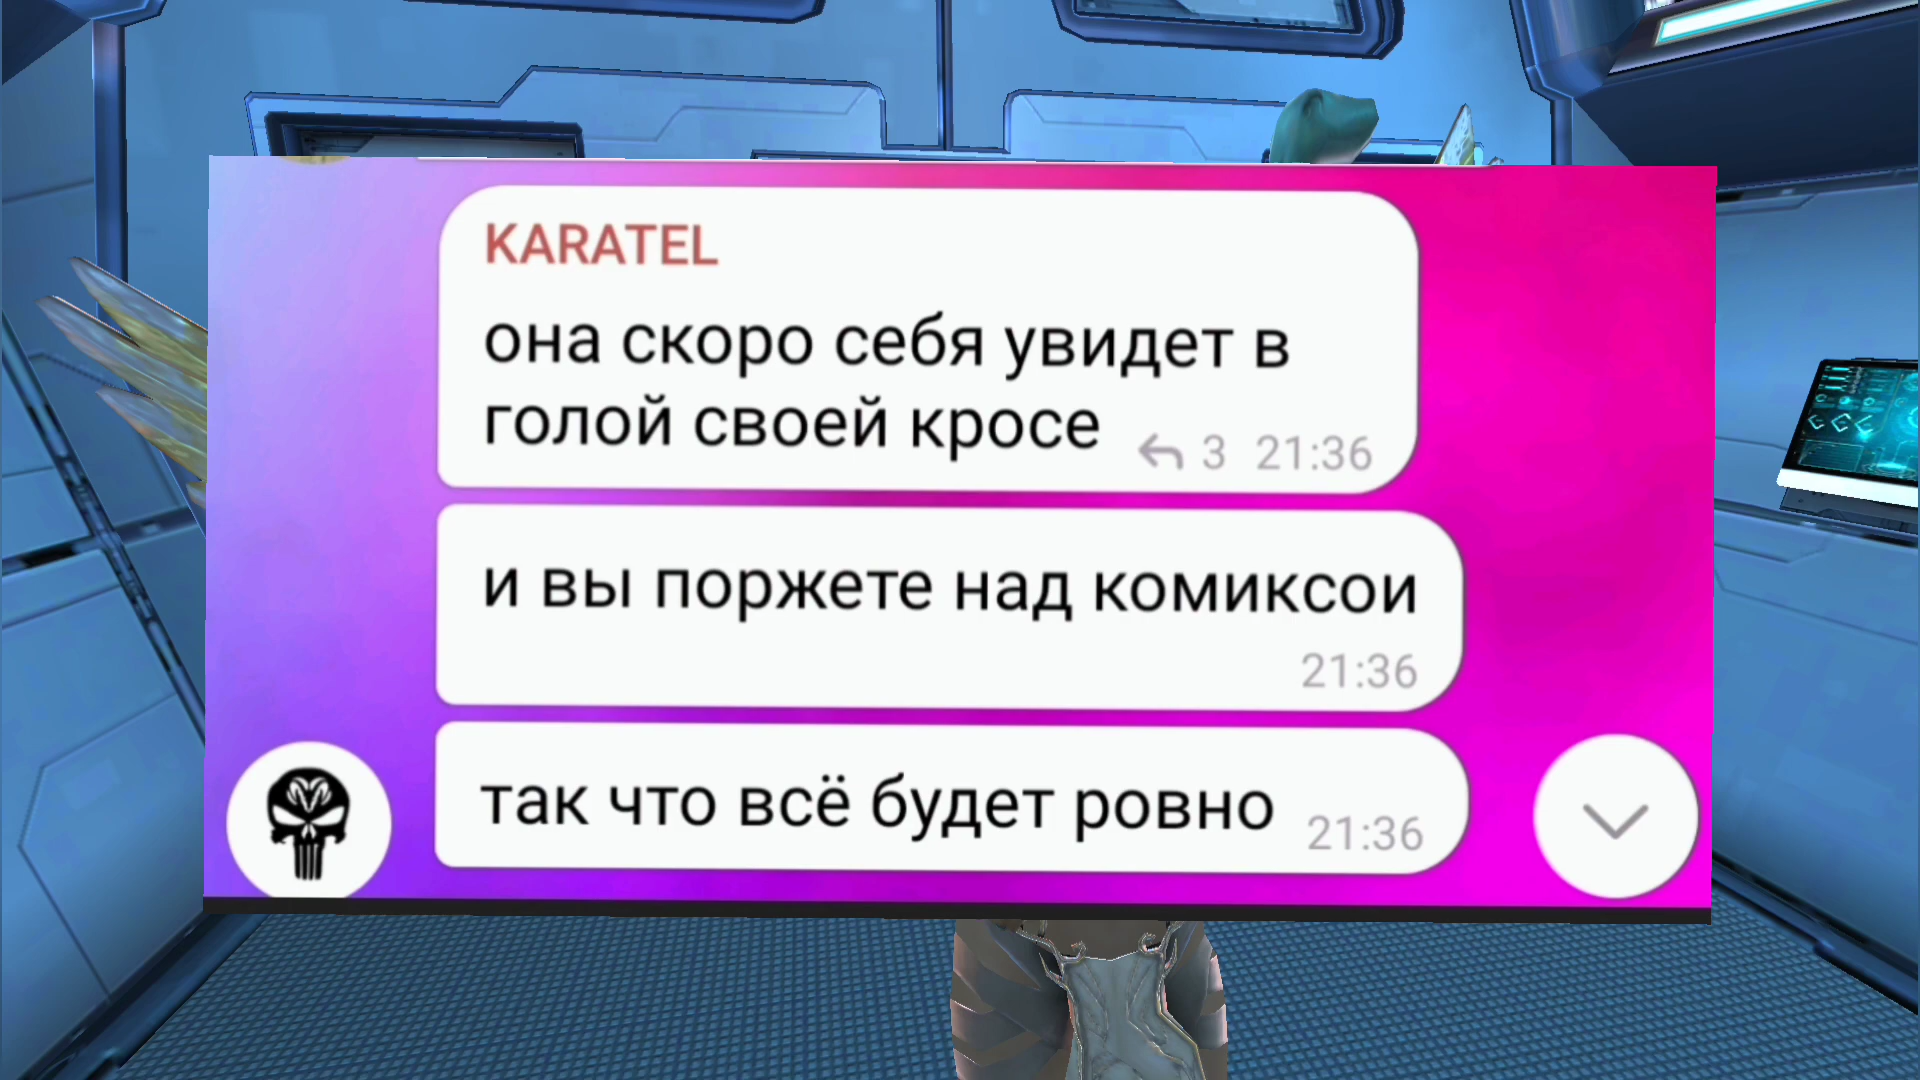 KARATEL
она скоро себя увидет в
голой своей кросе
3 21:36
и вы поржете над комиксои
21:36
так что всё будет ровно
21:36